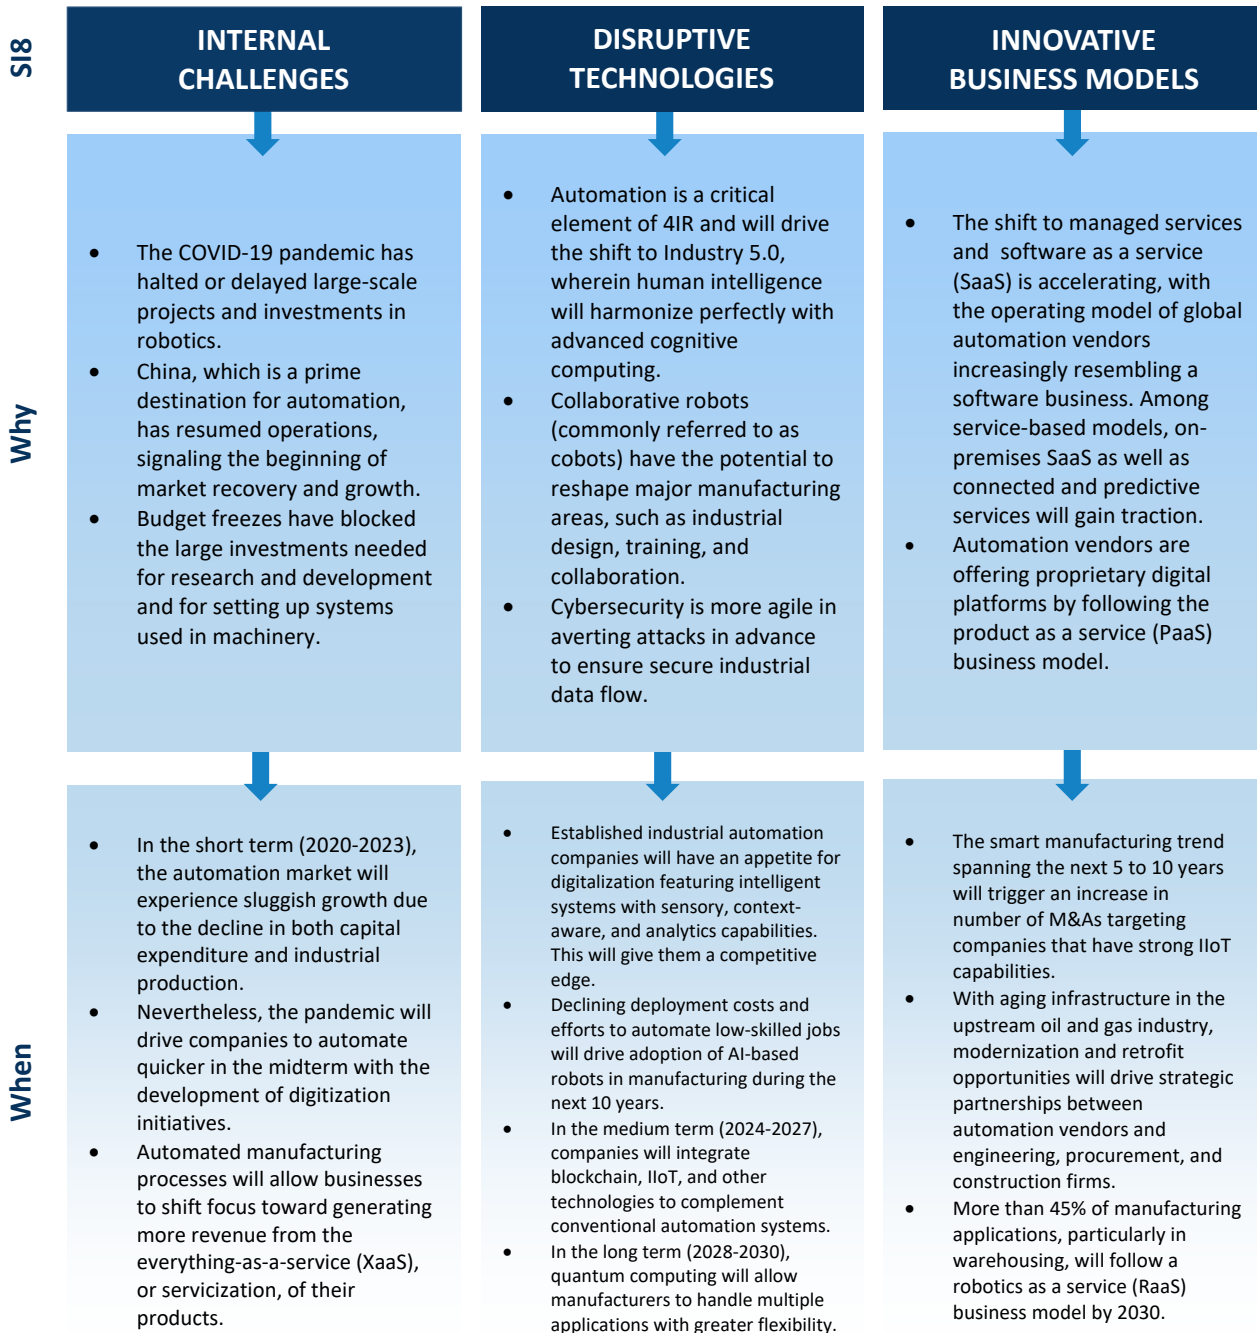 SI8
INTERNAL
CHALLENGES
DISRUPTIVE
TECHNOLOGIES
INNOVATIVE
BUSINESS MODELS
Why
• The COVID-19 pandemic has
halted or delayed large-scale
projects and investments in
robotics.
• China, which is a prime
destination for automation,
has resumed operations,
signaling the beginning of
market recovery and growth.
• Budget freezes have blocked
the large investments needed
for research and development
and for setting up systems
used in machinery.
• Automation is a critical
element of 4IR and will drive
the shift to Industry 5.0,
wherein human intelligence
will harmonize perfectly with
advanced cognitive
computing.
• Collaborative robots
(commonly referred to as
cobots) have the potential to
reshape major manufacturing
areas, such as industrial
design, training, and
collaboration.
• Cybersecurity is more agile in
averting attacks in advance
to ensure secure industrial
data flow.
• The shift to managed services
and software as a service
(SaaS) is accelerating, with
the operating model of global
automation vendors
increasingly resembling a
software business. Among
service-based models, on-
premises SaaS as well as
connected and predictive
services will gain traction.
• Automation vendors are
offering proprietary digital
platforms by following the
product as a service (PaaS)
business model.
When
• In the short term (2020-2023),
the automation market will
experience sluggish growth due
to the decline in both capital
expenditure and industrial
production.
• Nevertheless, the pandemic will
drive companies to automate
quicker in the midterm with the
development of digitization
initiatives.
• Automated manufacturing
processes will allow businesses
to shift focus toward generating
more revenue from the
everything-as-a-service (XaaS),
or servicization, of their
products.
• Established industrial automation
companies will have an appetite for
digitalization featuring intelligent
systems with sensory, context-
aware, and analytics capabilities.
This will give them a competitive
edge.
• Declining deployment costs and
efforts to automate low-skilled jobs
will drive adoption of AI-based
robots in manufacturing during the
next 10 years.
• In the medium term (2024-2027),
companies will integrate
blockchain, IIoT, and other
technologies to complement
conventional automation systems.
• In the long term (2028-2030),
quantum computing will allow
manufacturers to handle multiple
applications with greater flexibility.
• The smart manufacturing trend
spanning the next 5 to 10 years
will trigger an increase in
number of M&As targeting
companies that have strong IIoT
capabilities.
• With aging infrastructure in the
upstream oil and gas industry,
modernization and retrofit
opportunities will drive strategic
partnerships between
automation vendors and
engineering, procurement, and
construction firms.
• More than 45% of manufacturing
applications, particularly in
warehousing, will follow a
robotics as a service (RaaS)
business model by 2030.